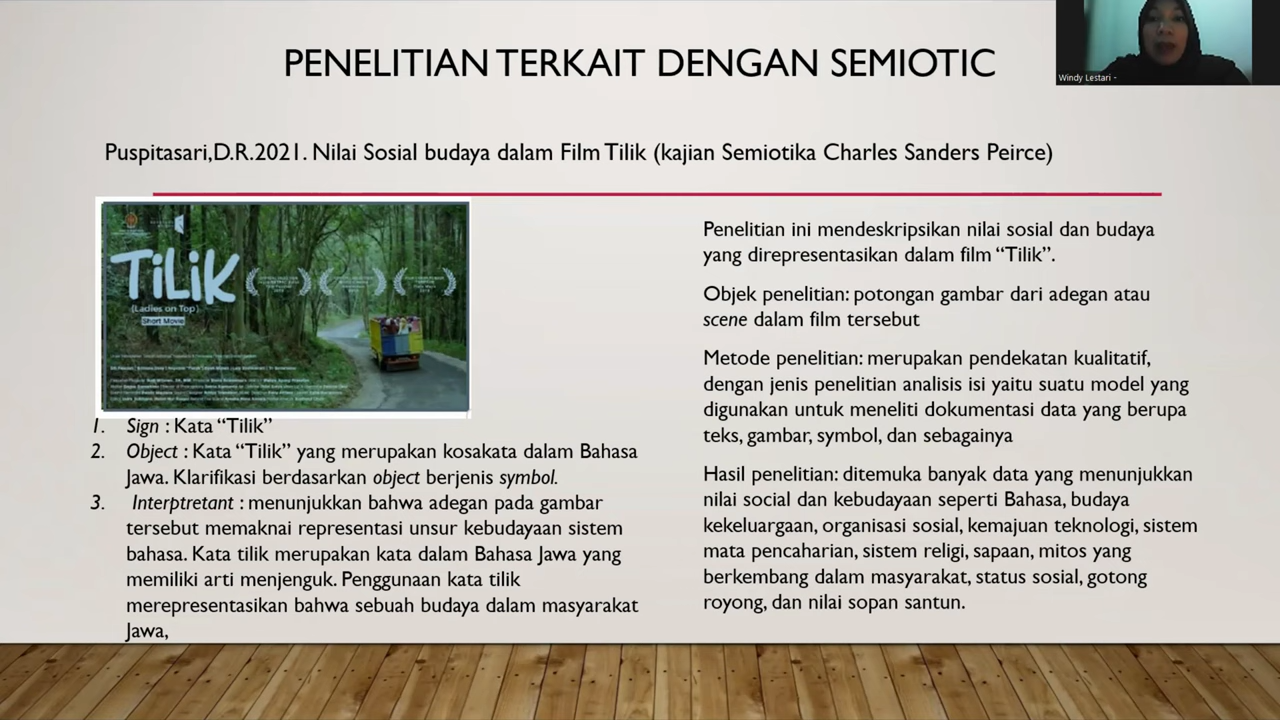 PENELITIAN TERKAIT DENGAN SEMIOTIC
Windy Lestari -
Puspitasari,D.R.2021. Nilai Sosial budaya dalam Film Tilik (kajian Semiotika Charles Sanders Peirce)
TiLiK
(Ladies on Top)
Short Movie
1. Sign : Kata “Tilik”
2. Object : Kata “Tilik” yang merupakan kosakata dalam Bahasa
Jawa. Klarifikasi berdasarkan object berjenis symbol.
3. Interptretant : menunjukkan bahwa adegan pada gambar
tersebut memaknai representasi unsur kebudayaan sistem
bahasa. Kata tilik merupakan kata dalam Bahasa Jawa yang
memiliki arti menjenguk. Penggunaan kata tilik
merepresentasikan bahwa sebuah budaya dalam masyarakat
Jawa,
Penelitian ini mendeskripsikan nilai sosial dan budaya
yang direpresentasikan dalam film “Tilik”.
Objek penelitian: potongan gambar dari adegan atau
scene dalam film tersebut
Metode penelitian: merupakan pendekatan kualitatif,
dengan jenis penelitian analisis isi yaitu suatu model yang
digunakan untuk meneliti dokumentasi data yang berupa
teks, gambar, symbol, dan sebagainya
Hasil penelitian: ditemuka banyak data yang menunjukkan
nilai social dan kebudayaan seperti Bahasa, budaya
kekeluargaan, organisasi sosial, kemajuan teknologi, sistem
mata pencaharian, sistem religi, sapaan, mitos yang
berkembang dalam masyarakat, status sosial, gotong
royong, dan nilai sopan santun.